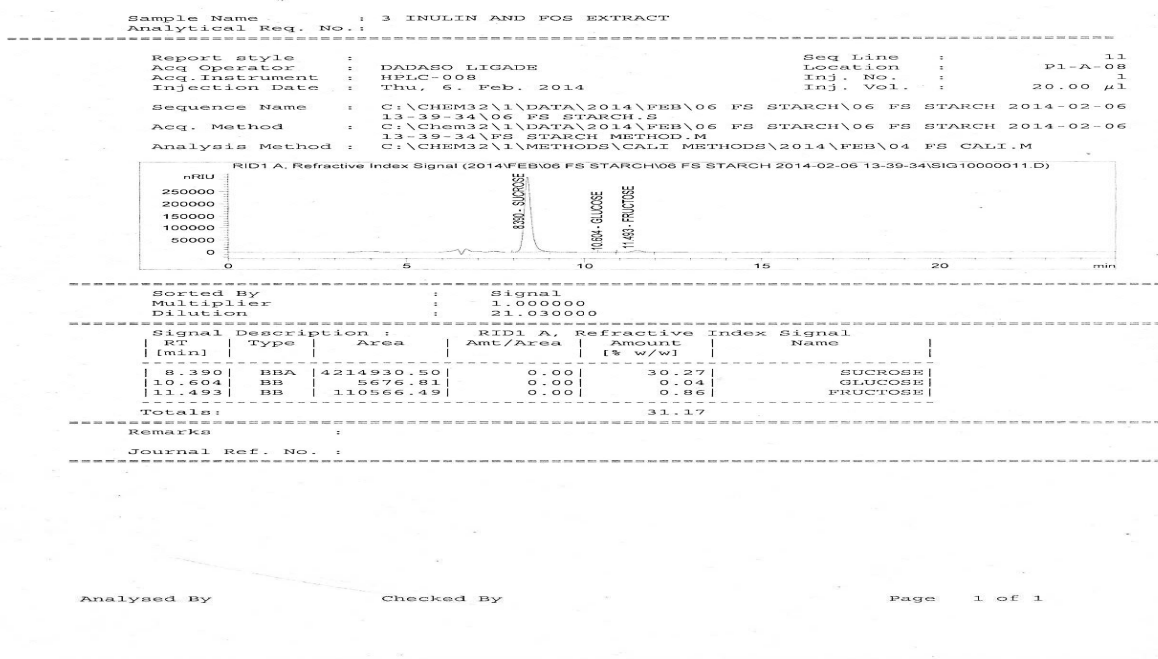 Sample Name : 3 INULIN AND FOS EXTRACT
Analytical Req. No.:
Report style : Seq Line : 11
Acq Operator : DADASO LIGADE Location : P1-A-08
Acq.Instrument : HPLC-008 Inj. No. : 1
Injection Date : Thu, 6. Feb. 2014 Inj. Vol. : 20.00 µl
Sequence Name : C:\CHEM32\1\DATA\2014\FEB\06 FS STARCH\06 FS STARCH 2014-02-06
13-39-34\06 FS STARCH.S
Acq. Method : C:\Chem32\1\DATA\2014\FEB\06 FS STARCH\06 FS STARCH 2014-02-06
13-39-34\FS STARCH METHOD.M
Analysis Method : C:\CHEM32\1\METHODS\CALI METHODS\2014\FEB\04 FS CALI.M
RID1 A, Refractive Index Signal (2014\FEB\06 FS STARCH\06 FS STARCH 2014-02-06 13-39-34\SIG10000011.D)
nRIU
250000
200000
150000
100000
50000
0
8.390 - SUCROSE
10.604 - GLUCOSE
11.493 - FRUCTOSE
0 5 10 15 20 min
Sorted By : Signal
Multiplier : 1.000000
Dilution : 21.030000
Signal Description : RID1 A, Refractive Index Signal
| RT | Type | Area | Amt/Area | Amount | Name |
| [min] | | | | [% w/w] | |
| 8.390| BBA |4214930.50| 0.00| 30.27| SUCROSE|
|10.604| BB | 5676.81| 0.00| 0.04| GLUCOSE|
|11.493| BB | 110566.49| 0.00| 0.86| FRUCTOSE|
Totals: 31.17
Remarks :
Journal Ref. No. :
Analysed By Checked By Page 1 of 1